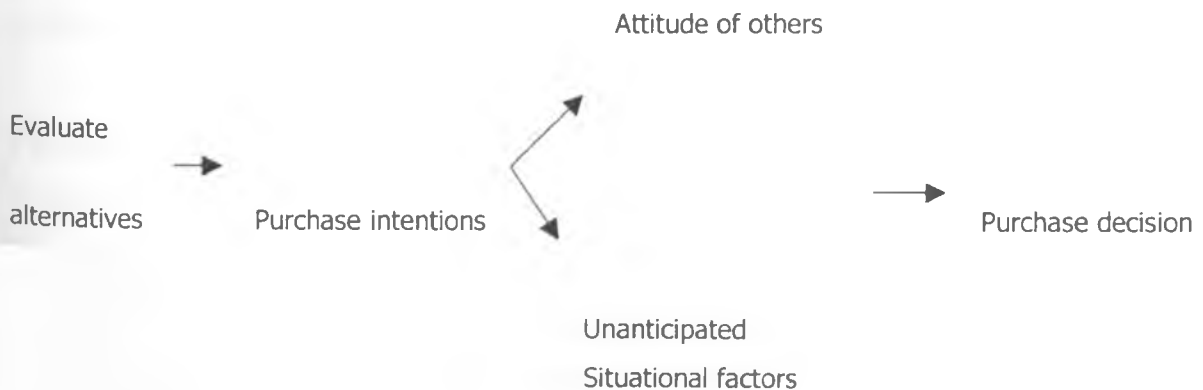 Attitude of others
Evaluate
alternatives
Purchase intentions
Purchase decision
Unanticipated
Situational factors